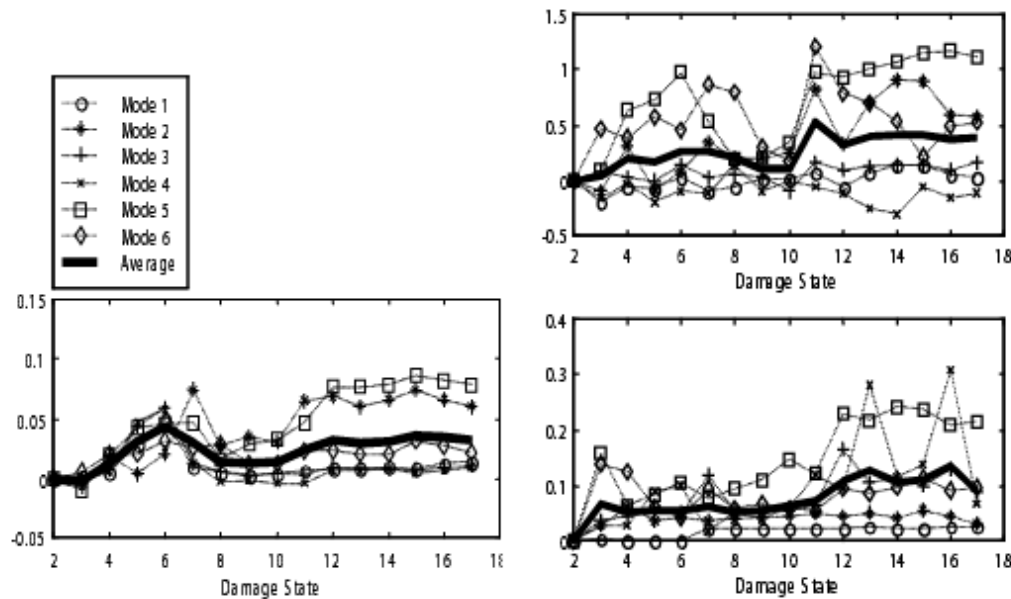 Mode 1
Mode 2
Mode 3
Mode 4
Mode 5
Mode 6
Average
1.5
1
0.5
0
-0.5
2 4 6 8 10 12 14 16 18
Damage State
0.15
0.1
0.05
0
-0.05
2 4 6 8 10 12 14 16 18
Damage State
0.4
0.3
0.2
0.1
0
2 4 6 8 10 12 14 16 18
Damage State